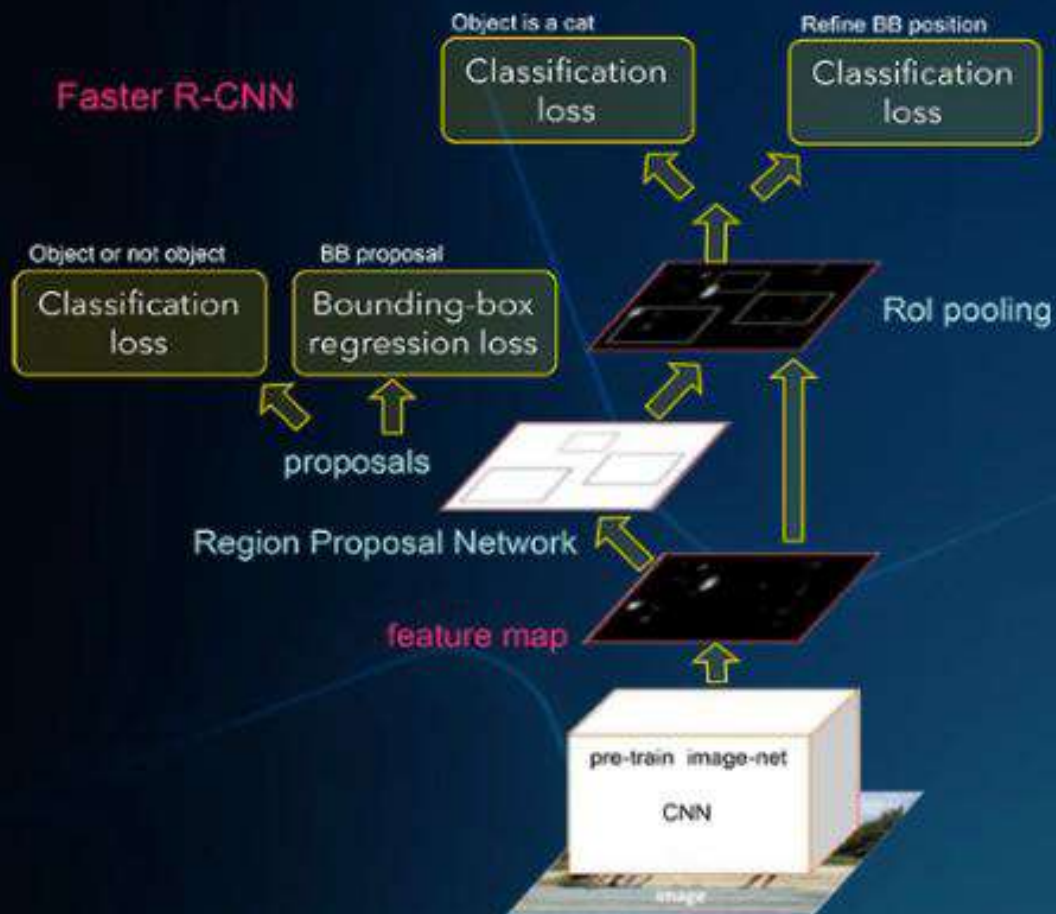 Faster R-CNN
Object is a cat
Classification
loss
Refine BB position
Classification
loss
Object or not object
Classification
loss
BB proposal
Bounding-box
regression loss
RoI pooling
proposals
Region Proposal Network
feature map
pre-train image-net
CNN
image